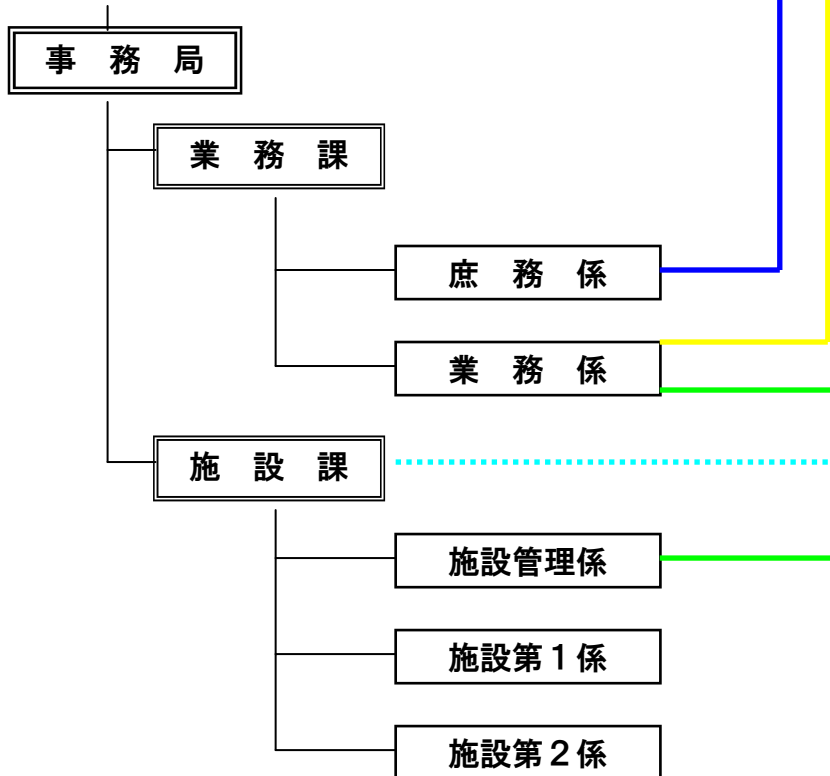 事 務 局
業 務 課
庶 務 係
業 務 係
施 設 課
施設管理係
施設第１係
施設第２係